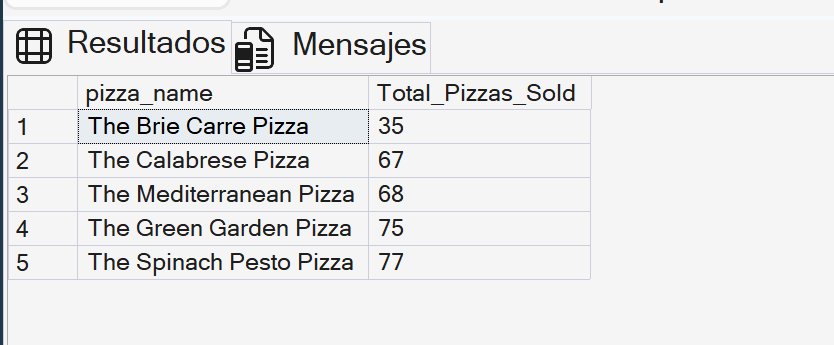 Resultados Mensajes
pizza_name Total_Pizzas_Sold
1 The Brie Carre Pizza 35
2 The Calabrese Pizza 67
3 The Mediterranean Pizza 68
4 The Green Garden Pizza 75
5 The Spinach Pesto Pizza 77